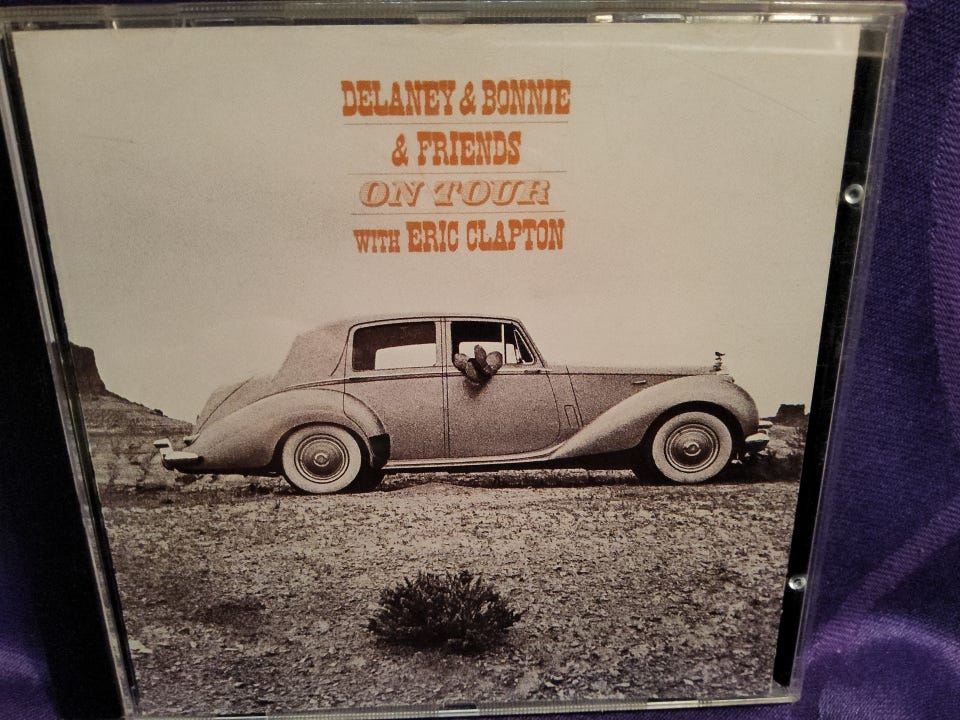 DELANEY & BONNIE
& FRIENDS
ON TOUR
WITH ERIC CLAPTON